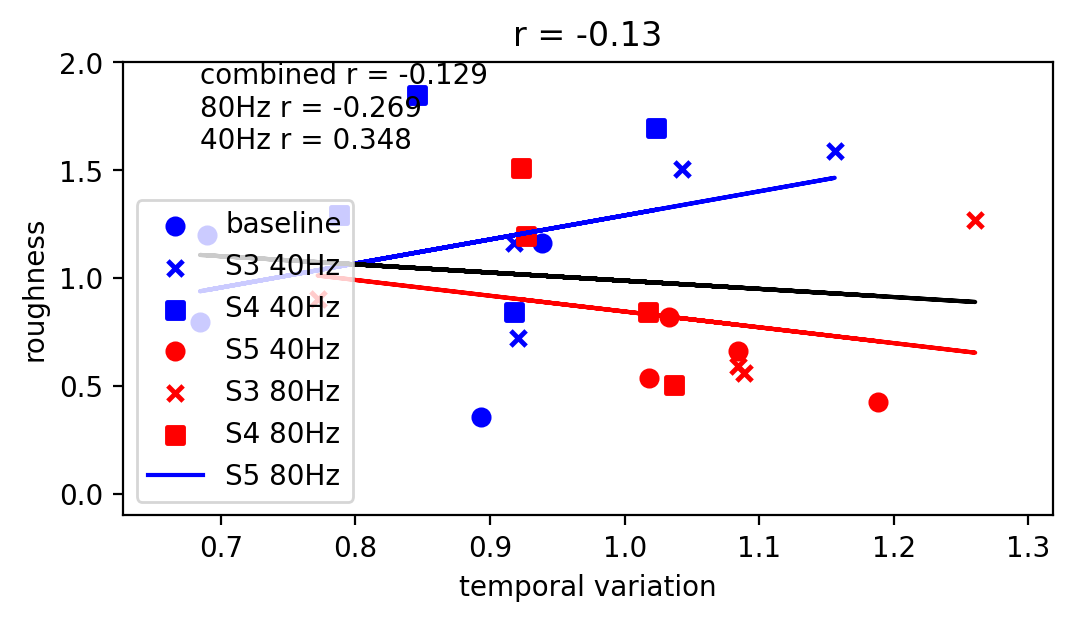 r = -0.13
combined r = -0.129
80Hz r = -0.269
40Hz r = 0.348
baseline
S3 40Hz
S4 40Hz
S5 40Hz
S3 80Hz
S4 80Hz
S5 80Hz
roughness
2.0
1.5
1.0
0.5
0.0
0.7 0.8 0.9 1.0 1.1 1.2 1.3
temporal variation